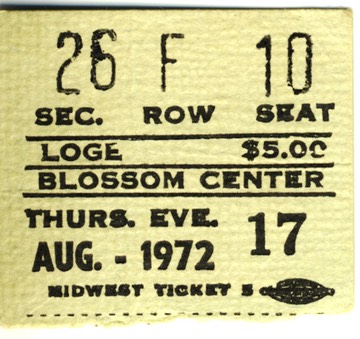 26 F 10
SEC. ROW SEAT
LOGE $5.00
BLOSSOM CENTER
THURS. EVE.
AUG. - 1972 17
MIDWEST TICKET